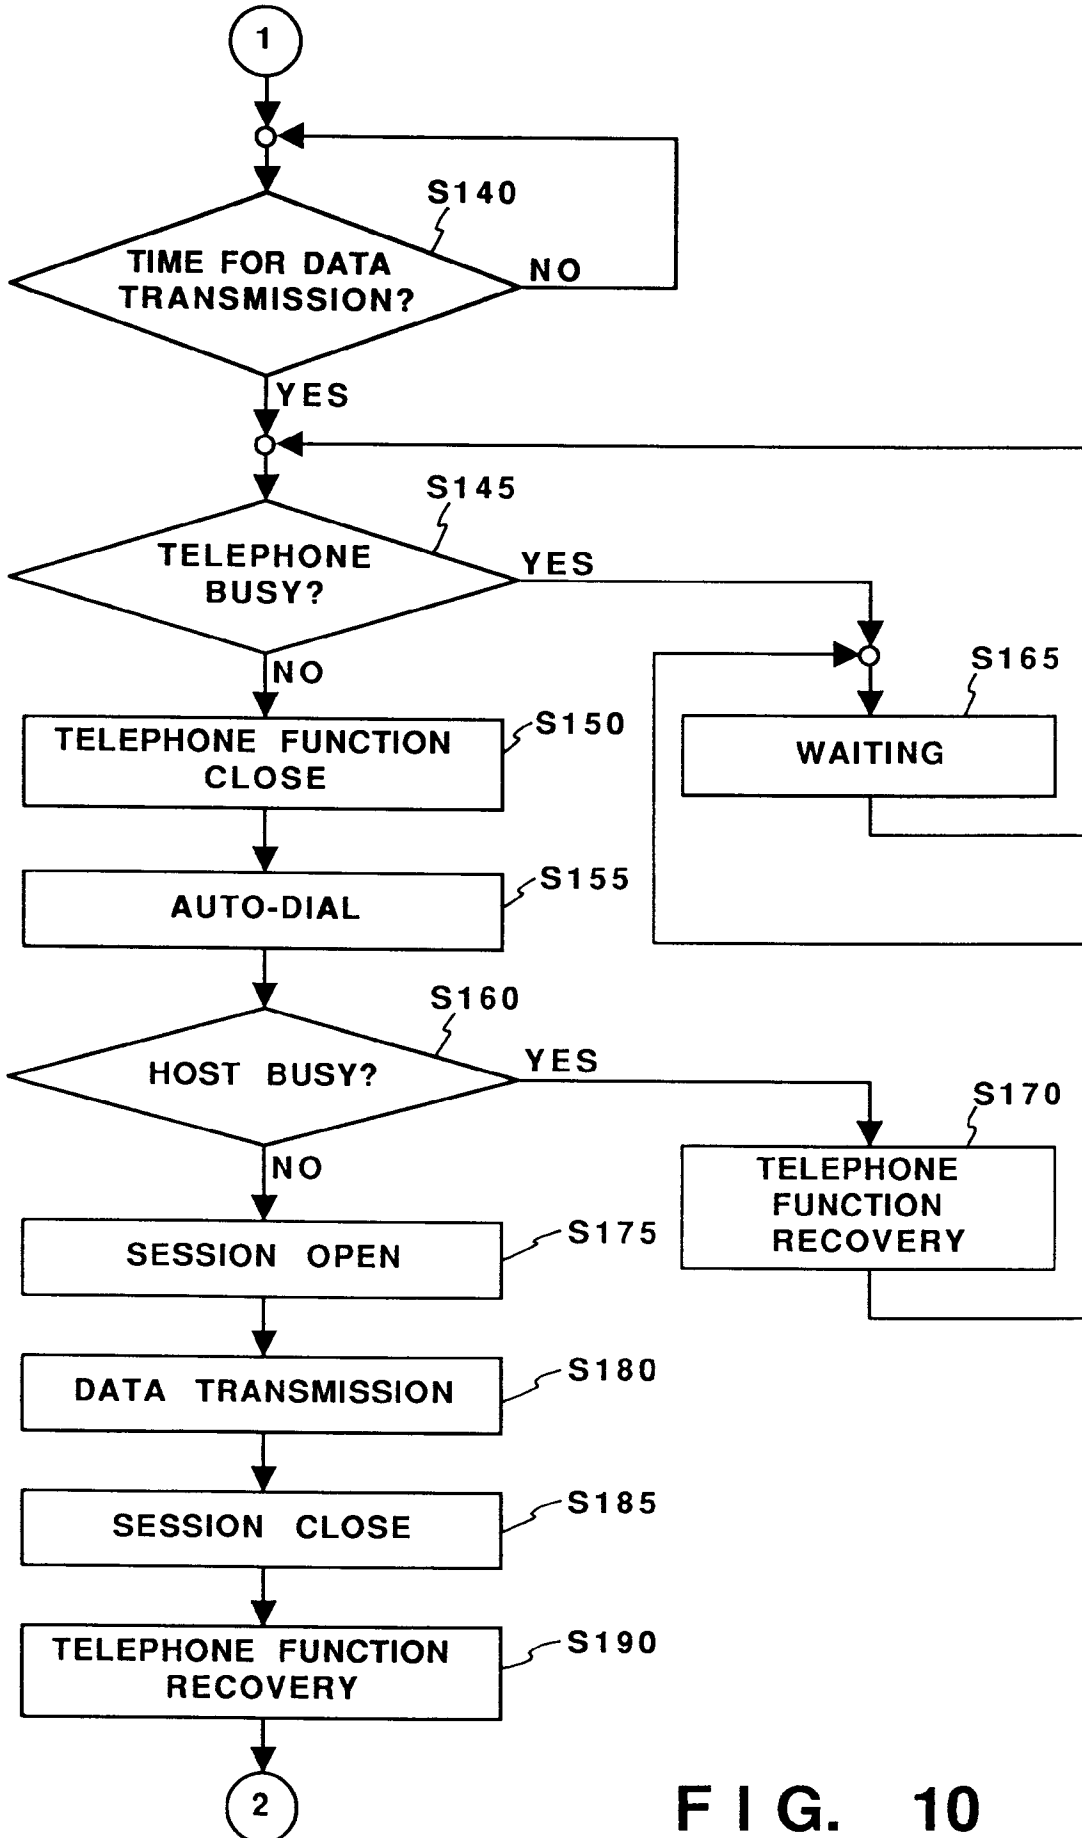 1
S140
TIME FOR DATA
TRANSMISSION?
NO
YES
S145
TELEPHONE
BUSY?
YES
NO
S165
WAITING
S150
TELEPHONE FUNCTION
CLOSE
S155
AUTO-DIAL
S160
HOST BUSY?
YES
NO
S170
TELEPHONE
FUNCTION
RECOVERY
S175
SESSION OPEN
S180
DATA TRANSMISSION
S185
SESSION CLOSE
S190
TELEPHONE FUNCTION
RECOVERY
2
FIG. 10